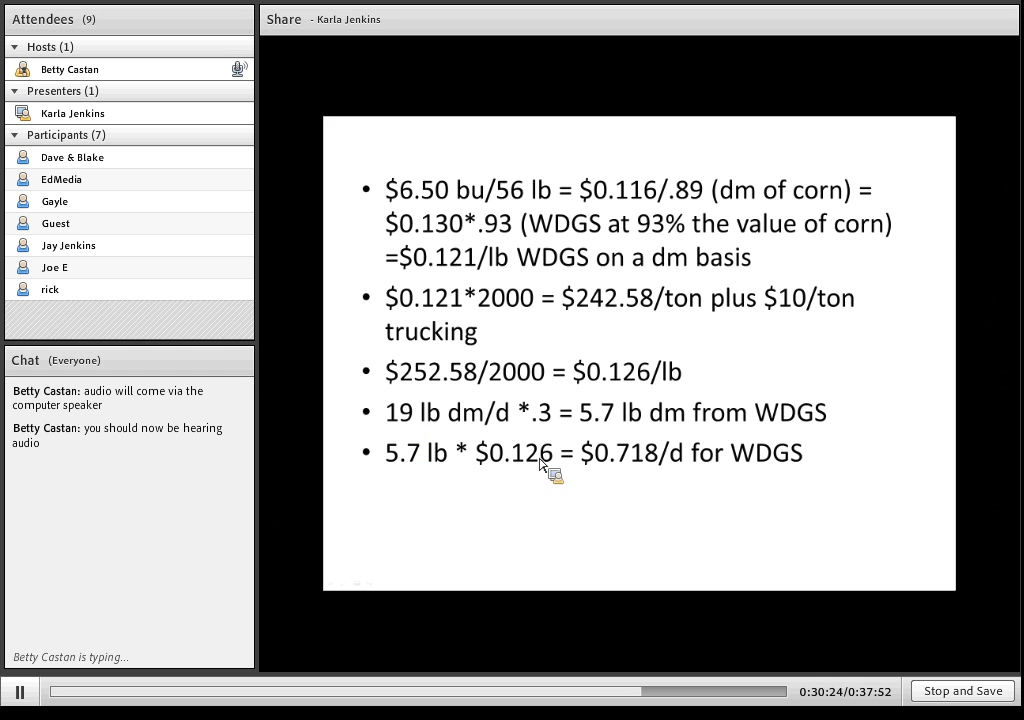 Attendees (9)
Hosts (1)
Betty Castan
Presenters (1)
Karla Jenkins
Participants (7)
Dave & Blake
EdMedia
Gayle
Guest
Jay Jenkins
Joe E
rick
Chat (Everyone)
Betty Castan: audio will come via the
computer speaker
Betty Castan: you should now be hearing
audio
Betty Castan is typing...
Share - Karla Jenkins
• $6.50 bu/56 lb = $0.116/.89 (dm of corn) =
$0.130*.93 (WDGS at 93% the value of corn)
=$0.121/lb WDGS on a dm basis
• $0.121*2000 = $242.58/ton plus $10/ton
trucking
• $252.58/2000 = $0.126/lb
• 19 lb dm/d *.3 = 5.7 lb dm from WDGS
• 5.7 lb * $0.126 = $0.718/d for WDGS
0:30:24/0:37:52
Stop and Save